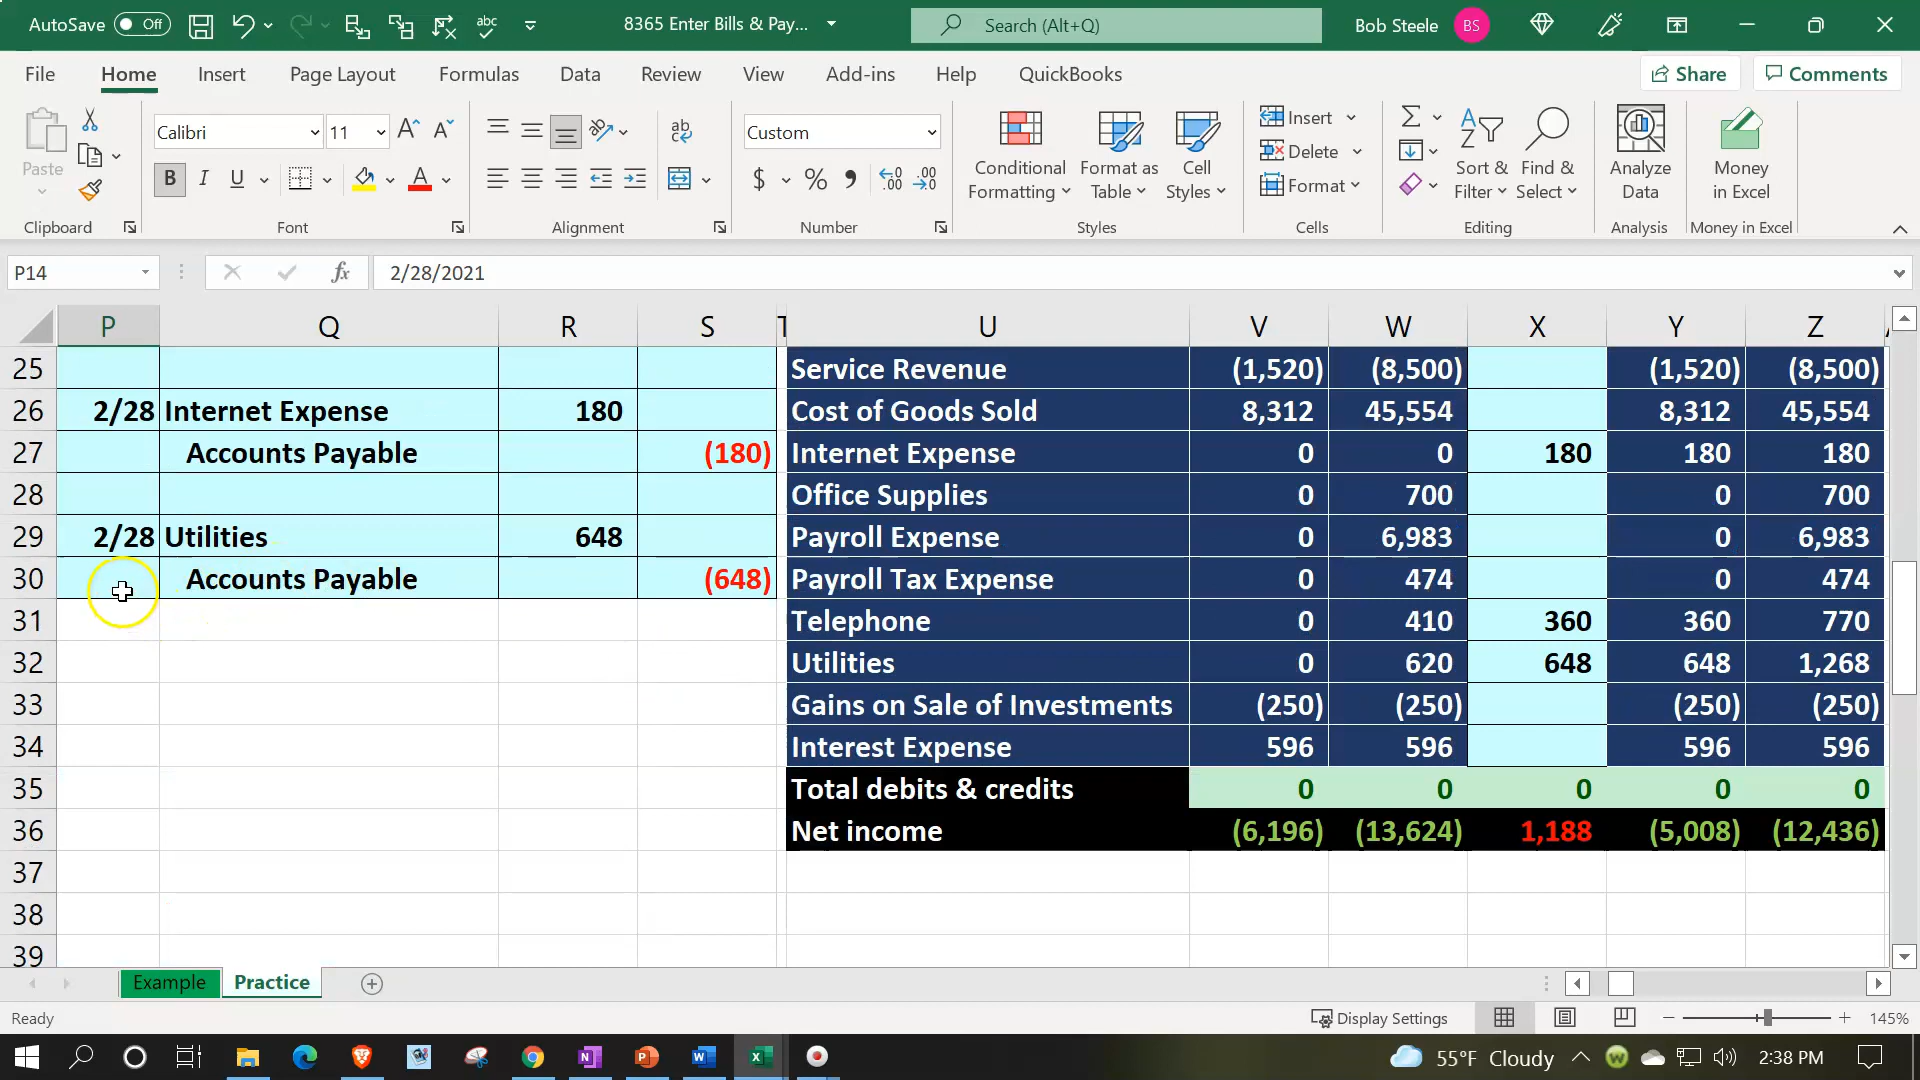 AutoSave Off 8365 Enter Bills & Pay... Search (Alt+Q) Bob Steele BS
File Home Insert Page Layout Formulas Data Review View Add-ins Help QuickBooks Share Comments
Paste Calibri 11 Custom Conditional Formatting Format as Table Cell Styles Insert Delete Format Sort & Filter Find & Select Analyze Data Money in Excel
Clipboard Font Alignment Number Styles Cells Editing Analysis Money in Excel
P14 fx 2/28/2021
P Q R S T U V W X Y Z
25 Service Revenue (1,520) (8,500) (1,520) (8,500)
26 2/28 Internet Expense 180 Cost of Goods Sold 8,312 45,554 8,312 45,554
27 Accounts Payable (180) Internet Expense 0 0 180 180 180
28 Office Supplies 0 700 0 700
29 2/28 Utilities 648 Payroll Expense 0 6,983 0 6,983
30 Accounts Payable (648) Payroll Tax Expense 0 474 0 474
31 Telephone 0 410 360 360 770
32 Utilities 0 620 648 648 1,268
33 Gains on Sale of Investments (250) (250) (250) (250)
34 Interest Expense 596 596 596 596
35 Total debits & credits 0 0 0 0 0
36 Net income (6,196) (13,624) 1,188 (5,008) (12,436)
37
38
39
Example Practice
Ready Display Settings 145%
55°F Cloudy 2:38 PM